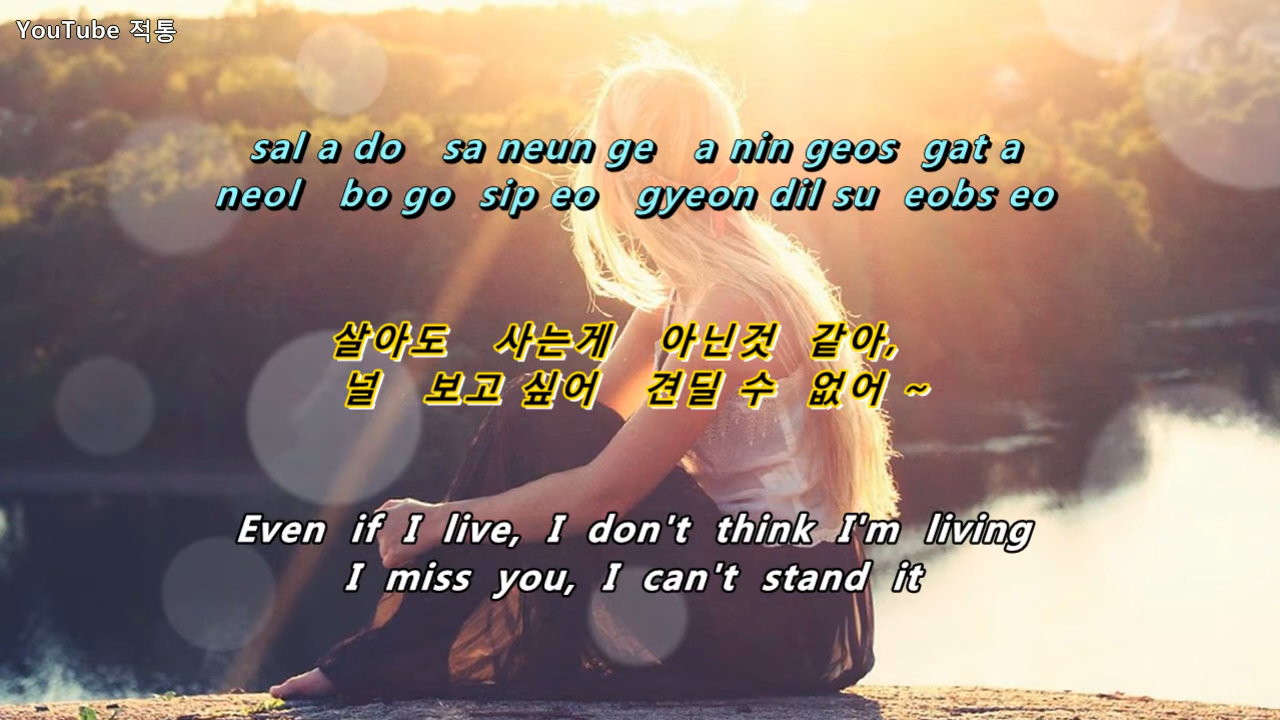 YouTube 적통
sal a do sa neun ge a nin geos gat a
neol bo go sip eo gyeon dil su eobs eo
살아도 사는게 아닌것 같아,
널 보고 싶어 견딜 수 없어 ~
Even if I live, I don't think I'm living
I miss you, I can't stand it